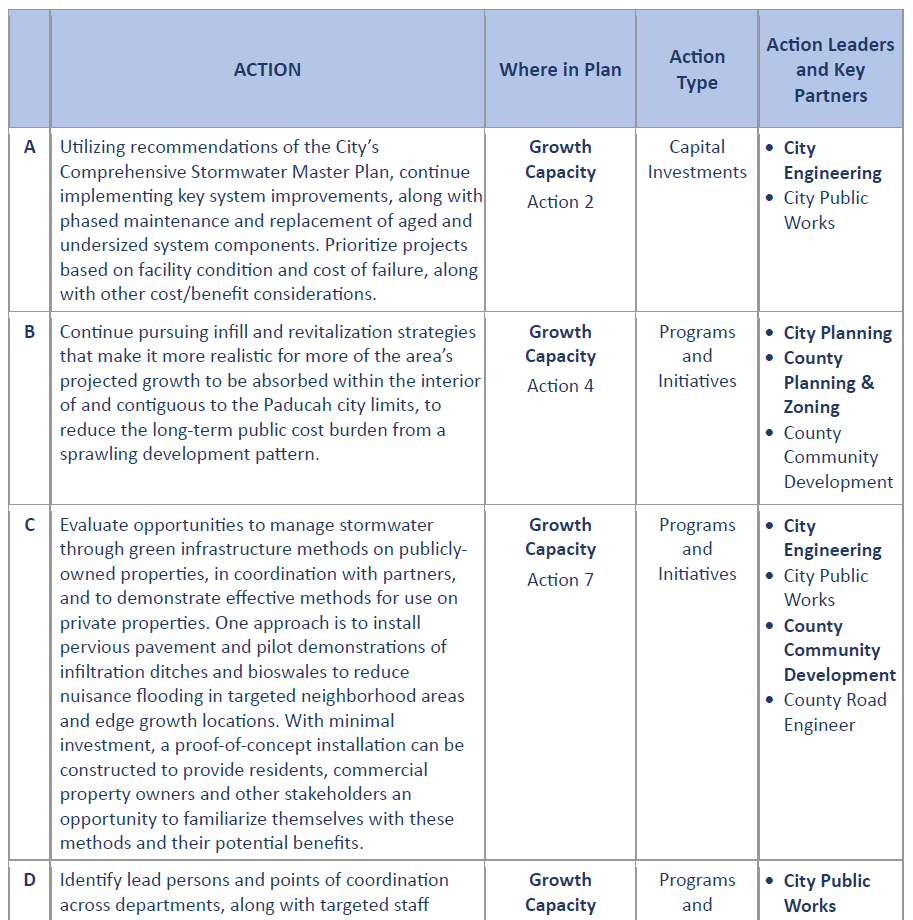 ACTION
Where in Plan
Action
Type
Action Leaders
and Key
Partners
A
Utilizing recommendations of the City’s
Comprehensive Stormwater Master Plan, continue
implementing key system improvements, along with
phased maintenance and replacement of aged and
undersized system components. Prioritize projects
based on facility condition and cost of failure, along
with other cost/benefit considerations.
Growth
Capacity
Action 2
Capital
Investments
• City
Engineering
• City Public
Works
B
Continue pursuing infill and revitalization strategies
that make it more realistic for more of the area’s
projected growth to be absorbed within the interior
of and contiguous to the Paducah city limits, to
reduce the long-term public cost burden from a
sprawling development pattern.
Growth
Capacity
Action 4
Programs
and
Initiatives
• City Planning
• County
Planning &
Zoning
• County
Community
Development
C
Evaluate opportunities to manage stormwater
through green infrastructure methods on publicly-
owned properties, in coordination with partners,
and to demonstrate effective methods for use on
private properties. One approach is to install
pervious pavement and pilot demonstrations of
infiltration ditches and bioswales to reduce
nuisance flooding in targeted neighborhood areas
and edge growth locations. With minimal
investment, a proof-of-concept installation can be
constructed to provide residents, commercial
property owners and other stakeholders an
opportunity to familiarize themselves with these
methods and their potential benefits.
Growth
Capacity
Action 7
Programs
and
Initiatives
• City
Engineering
• City Public
Works
• County
Community
Development
• County Road
Engineer
D
Identify lead persons and points of coordination
across departments, along with targeted staff
Growth
Capacity
Programs
and
• City Public
Works